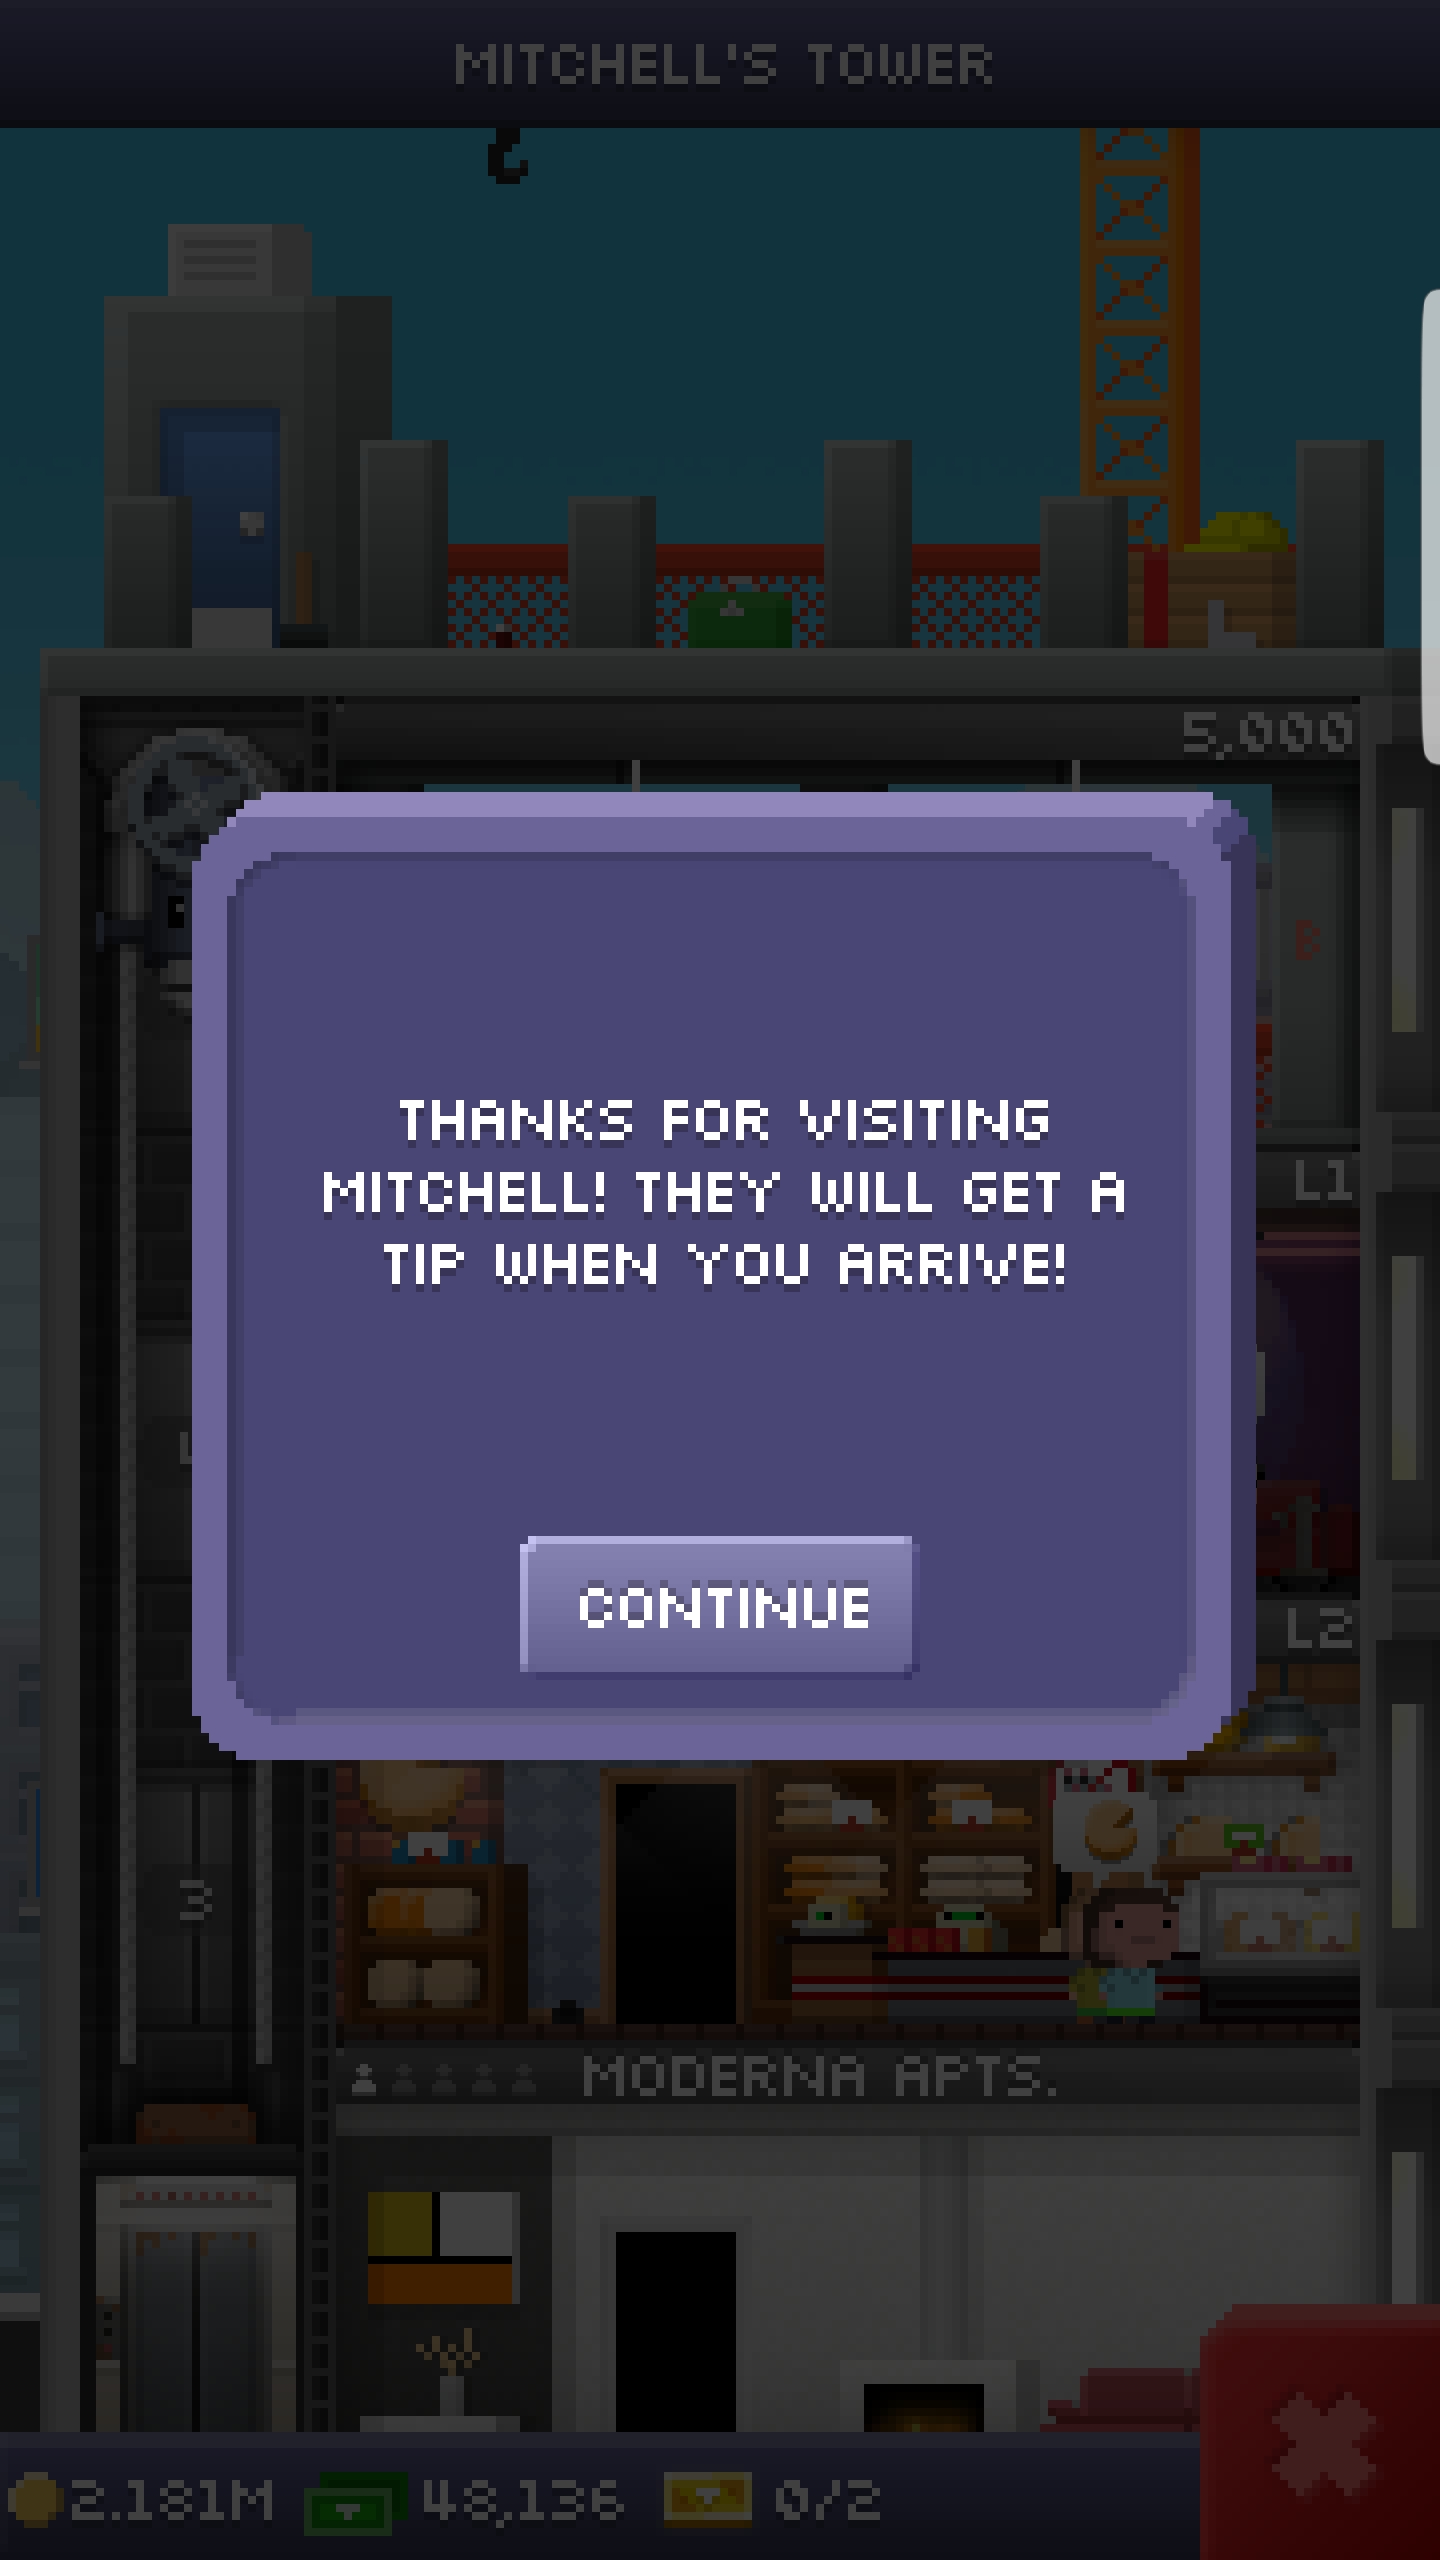 MITCHELL'S TOWER
5,000
B
L1
THANKS FOR VISITING
MITCHELL! THEY WILL GET A
TIP WHEN YOU ARRIVE!
CONTINUE
L2
3
MODERNA APTS.
2.181M 48,136 0/2